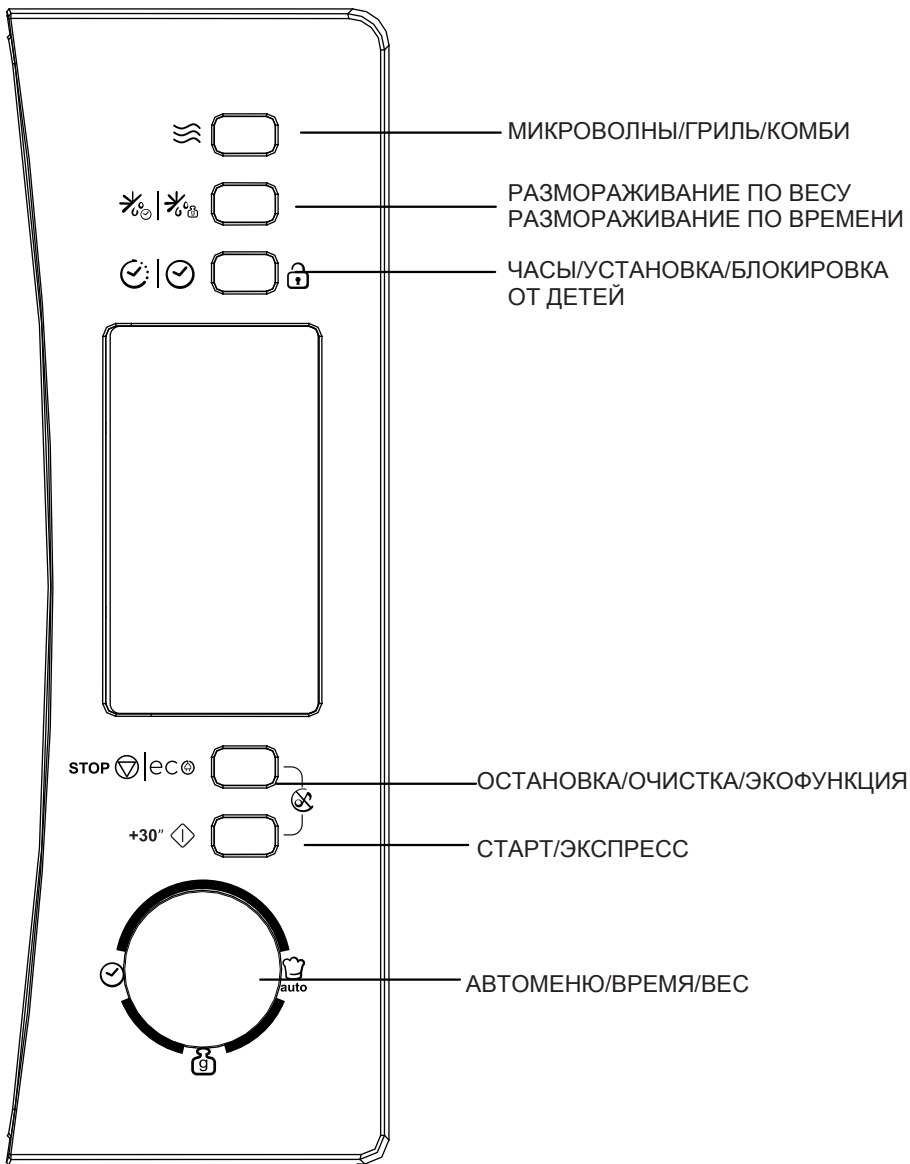 МИКРОВОЛНЫ/ГРИЛЬ/КОМБИ
РАЗМОРАЖИВАНИЕ ПО ВЕСУ
РАЗМОРАЖИВАНИЕ ПО ВРЕМЕНИ
ЧАСЫ/УСТАНОВКА/БЛОКИРОВКА
ОТ ДЕТЕЙ
STOP eco
ОСТАНОВКА/ОЧИСТКА/ЭКОФУНКЦИЯ
+30"
СТАРТ/ЭКСПРЕСС
auto
АВТОМЕНЮ/ВРЕМЯ/ВЕС
g